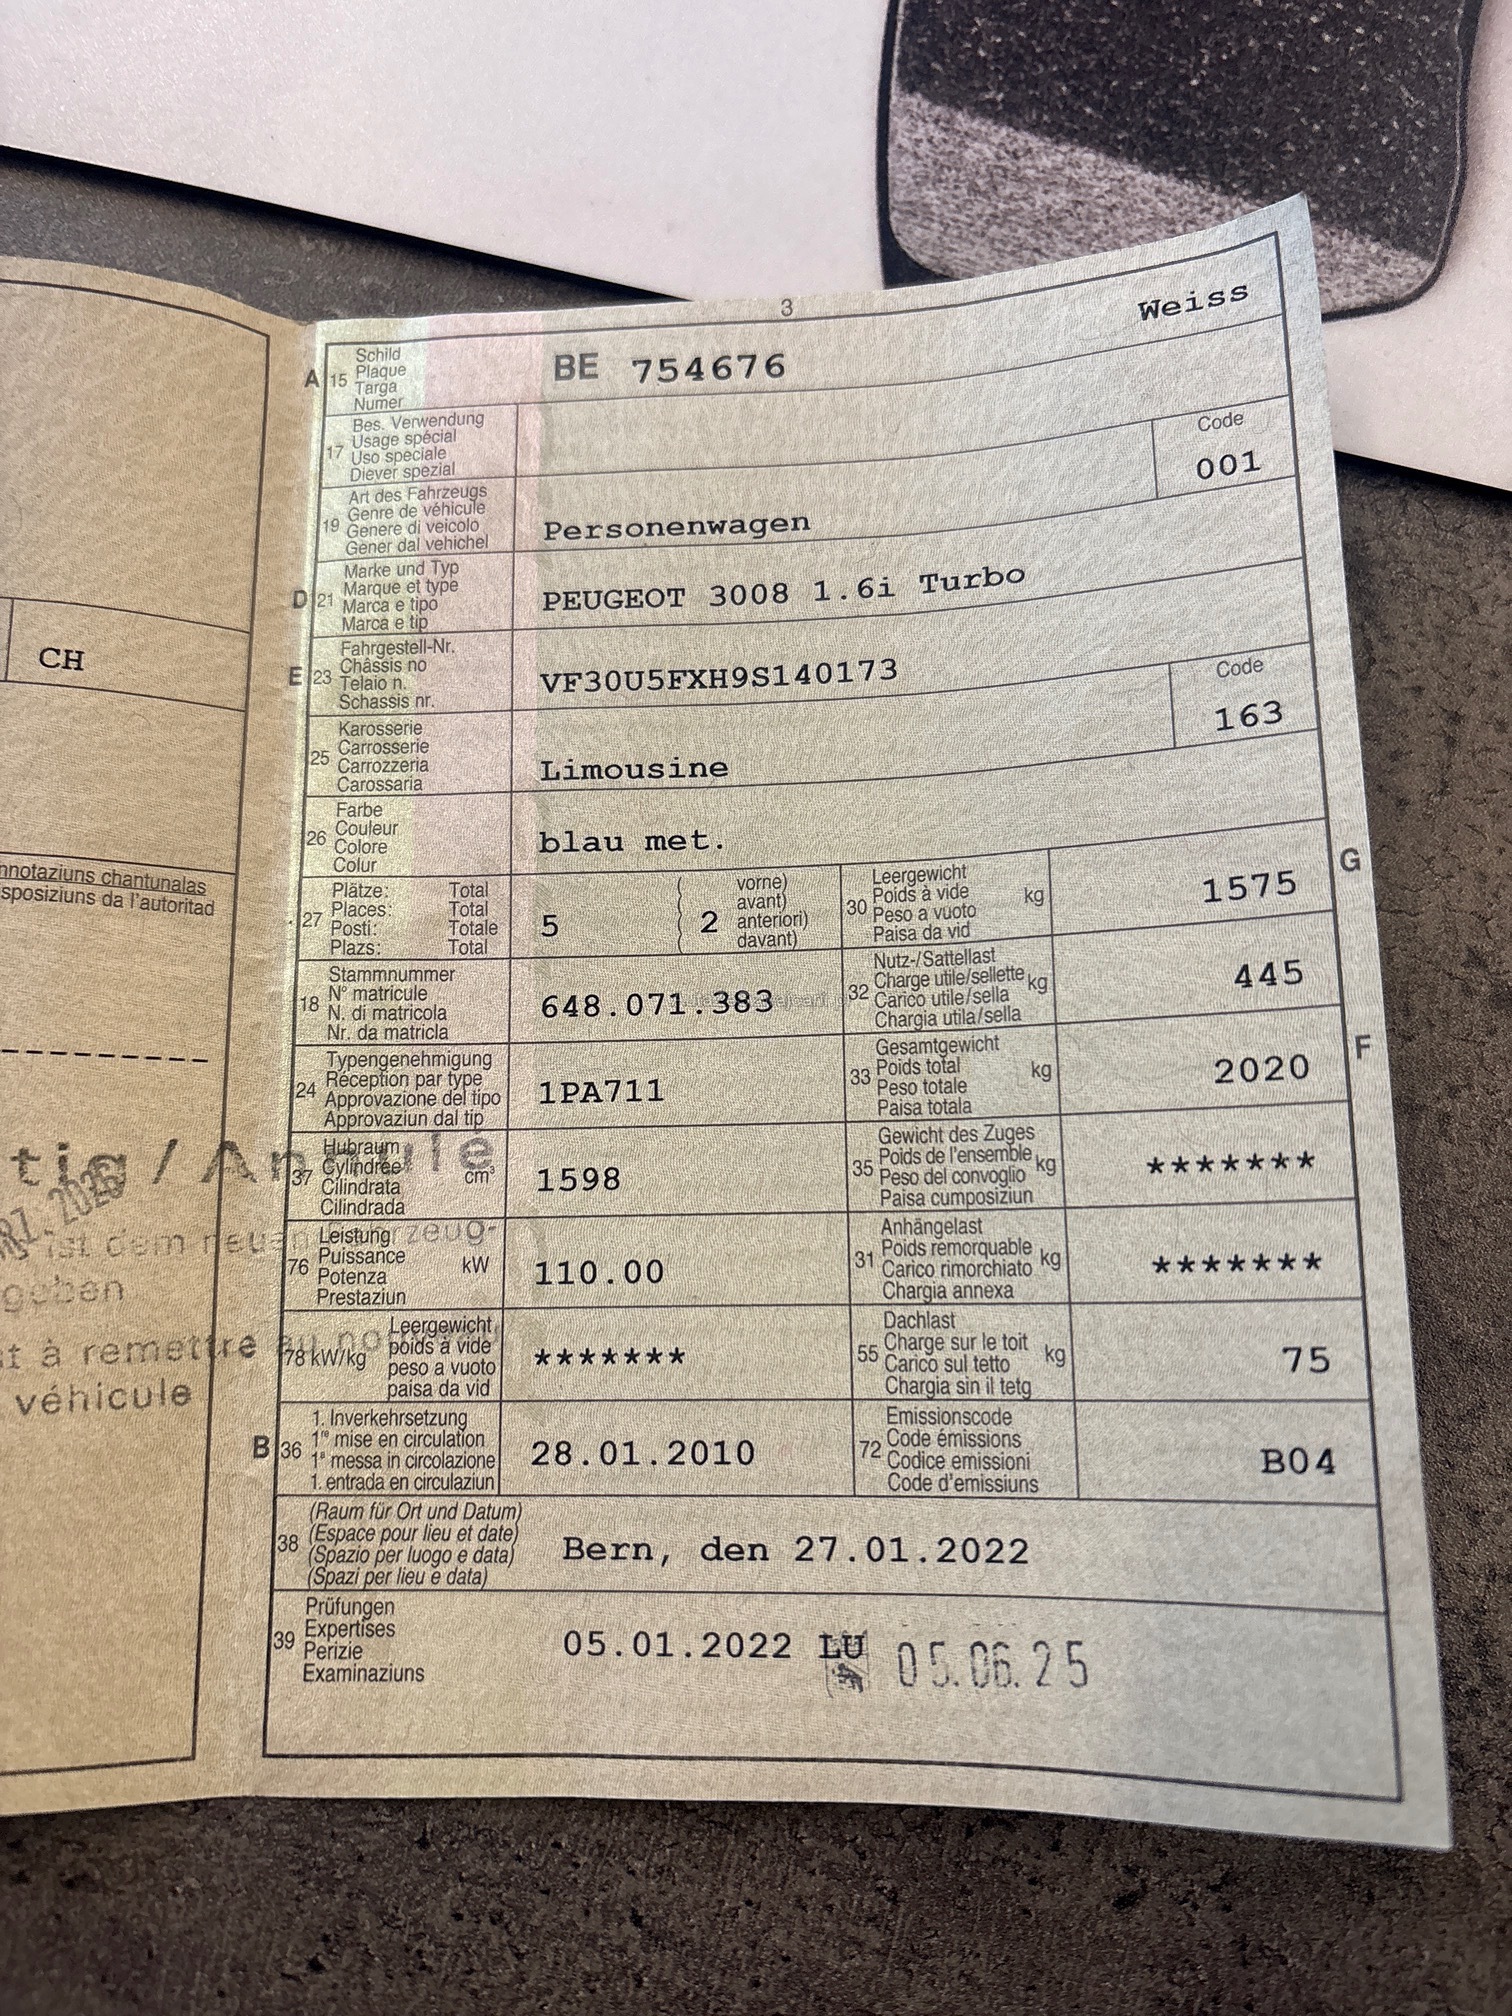 CH
nnotaziuns chantunalas
sposiziuns da l'autoritad
tig / Annulé
ist dem neuen Fahrzeug-
geben
t à remettre au nouveau
véhicule
3
Weiss
A 15 Schild
Plaque
Targa
Numer
BE 754676
17 Bes. Verwendung
Usage spécial
Uso speciale
Diever spezial
Code
001
19 Art des Fahrzeugs
Genre de véhicule
Genere di veicolo
Gener dal vehichel
Personenwagen
D 21 Marke und Typ
Marque et type
Marca e tipo
Marca e tip
PEUGEOT 3008 1.6i Turbo
E 23 Fahrgestell-Nr.
Châssis no
Telaio n.
Schassis nr.
VF30U5FXH9S140173
25 Karosserie
Carrosserie
Carrozzeria
Carossaria
Limousine
Code
163
26 Farbe
Couleur
Colore
Colur
blau met.
27 Plätze: Total
Places: Total
Posti: Totale
Plazs: Total
5 ( 2 vorne)
avant)
anteriori)
davant)
30 Leergewicht
Poids à vide kg
Peso a vuoto
Paisa da vid
1575
G
18 Stammnummer
N° matricule
N. di matricola
Nr. da matricla
648.071.383
32 Nutz-/Sattellast
Charge utile/sellette kg
Carico utile/sella
Chargia utila/sella
445
24 Typengenehmigung
Réception par type
Approvazione del tipo
Approvaziun dal tip
1PA711
33 Gesamtgewicht
Poids total kg
Peso totale
Paisa totala
2020
F
37 Hubraum
Cylindrée cm³
Cilindrata
Cilindrada
1598
35 Gewicht des Zuges
Poids de l'ensemble kg
Peso del convoglio
Paisa cumposiziun
*******
76 Leistung
Puissance kW
Potenza
Prestaziun
110.00
31 Anhängelast
Poids remorquable kg
Carico rimorchiato
Chargia annexa
*******
78 kW/kg Leergewicht
poids à vide
peso a vuoto
paisa da vid
*******
55 Dachlast
Charge sur le toit kg
Carico sul tetto
Chargia sin il tetg
75
B 36 1. Inverkehrsetzung
1re mise en circulation
1a messa in circolazione
1. entrada en circulaziun
28.01.2010
72 Emissionscode
Code émissions
Codice emissioni
Code d'emissiuns
B04
38 (Raum für Ort und Datum)
(Espace pour lieu et date)
(Spazio per luogo e data)
(Spazi per lieu e data)
Bern, den 27.01.2022
39 Prüfungen
Expertises
Perizie
Examinaziuns
05.01.2022 LU 05.06.25